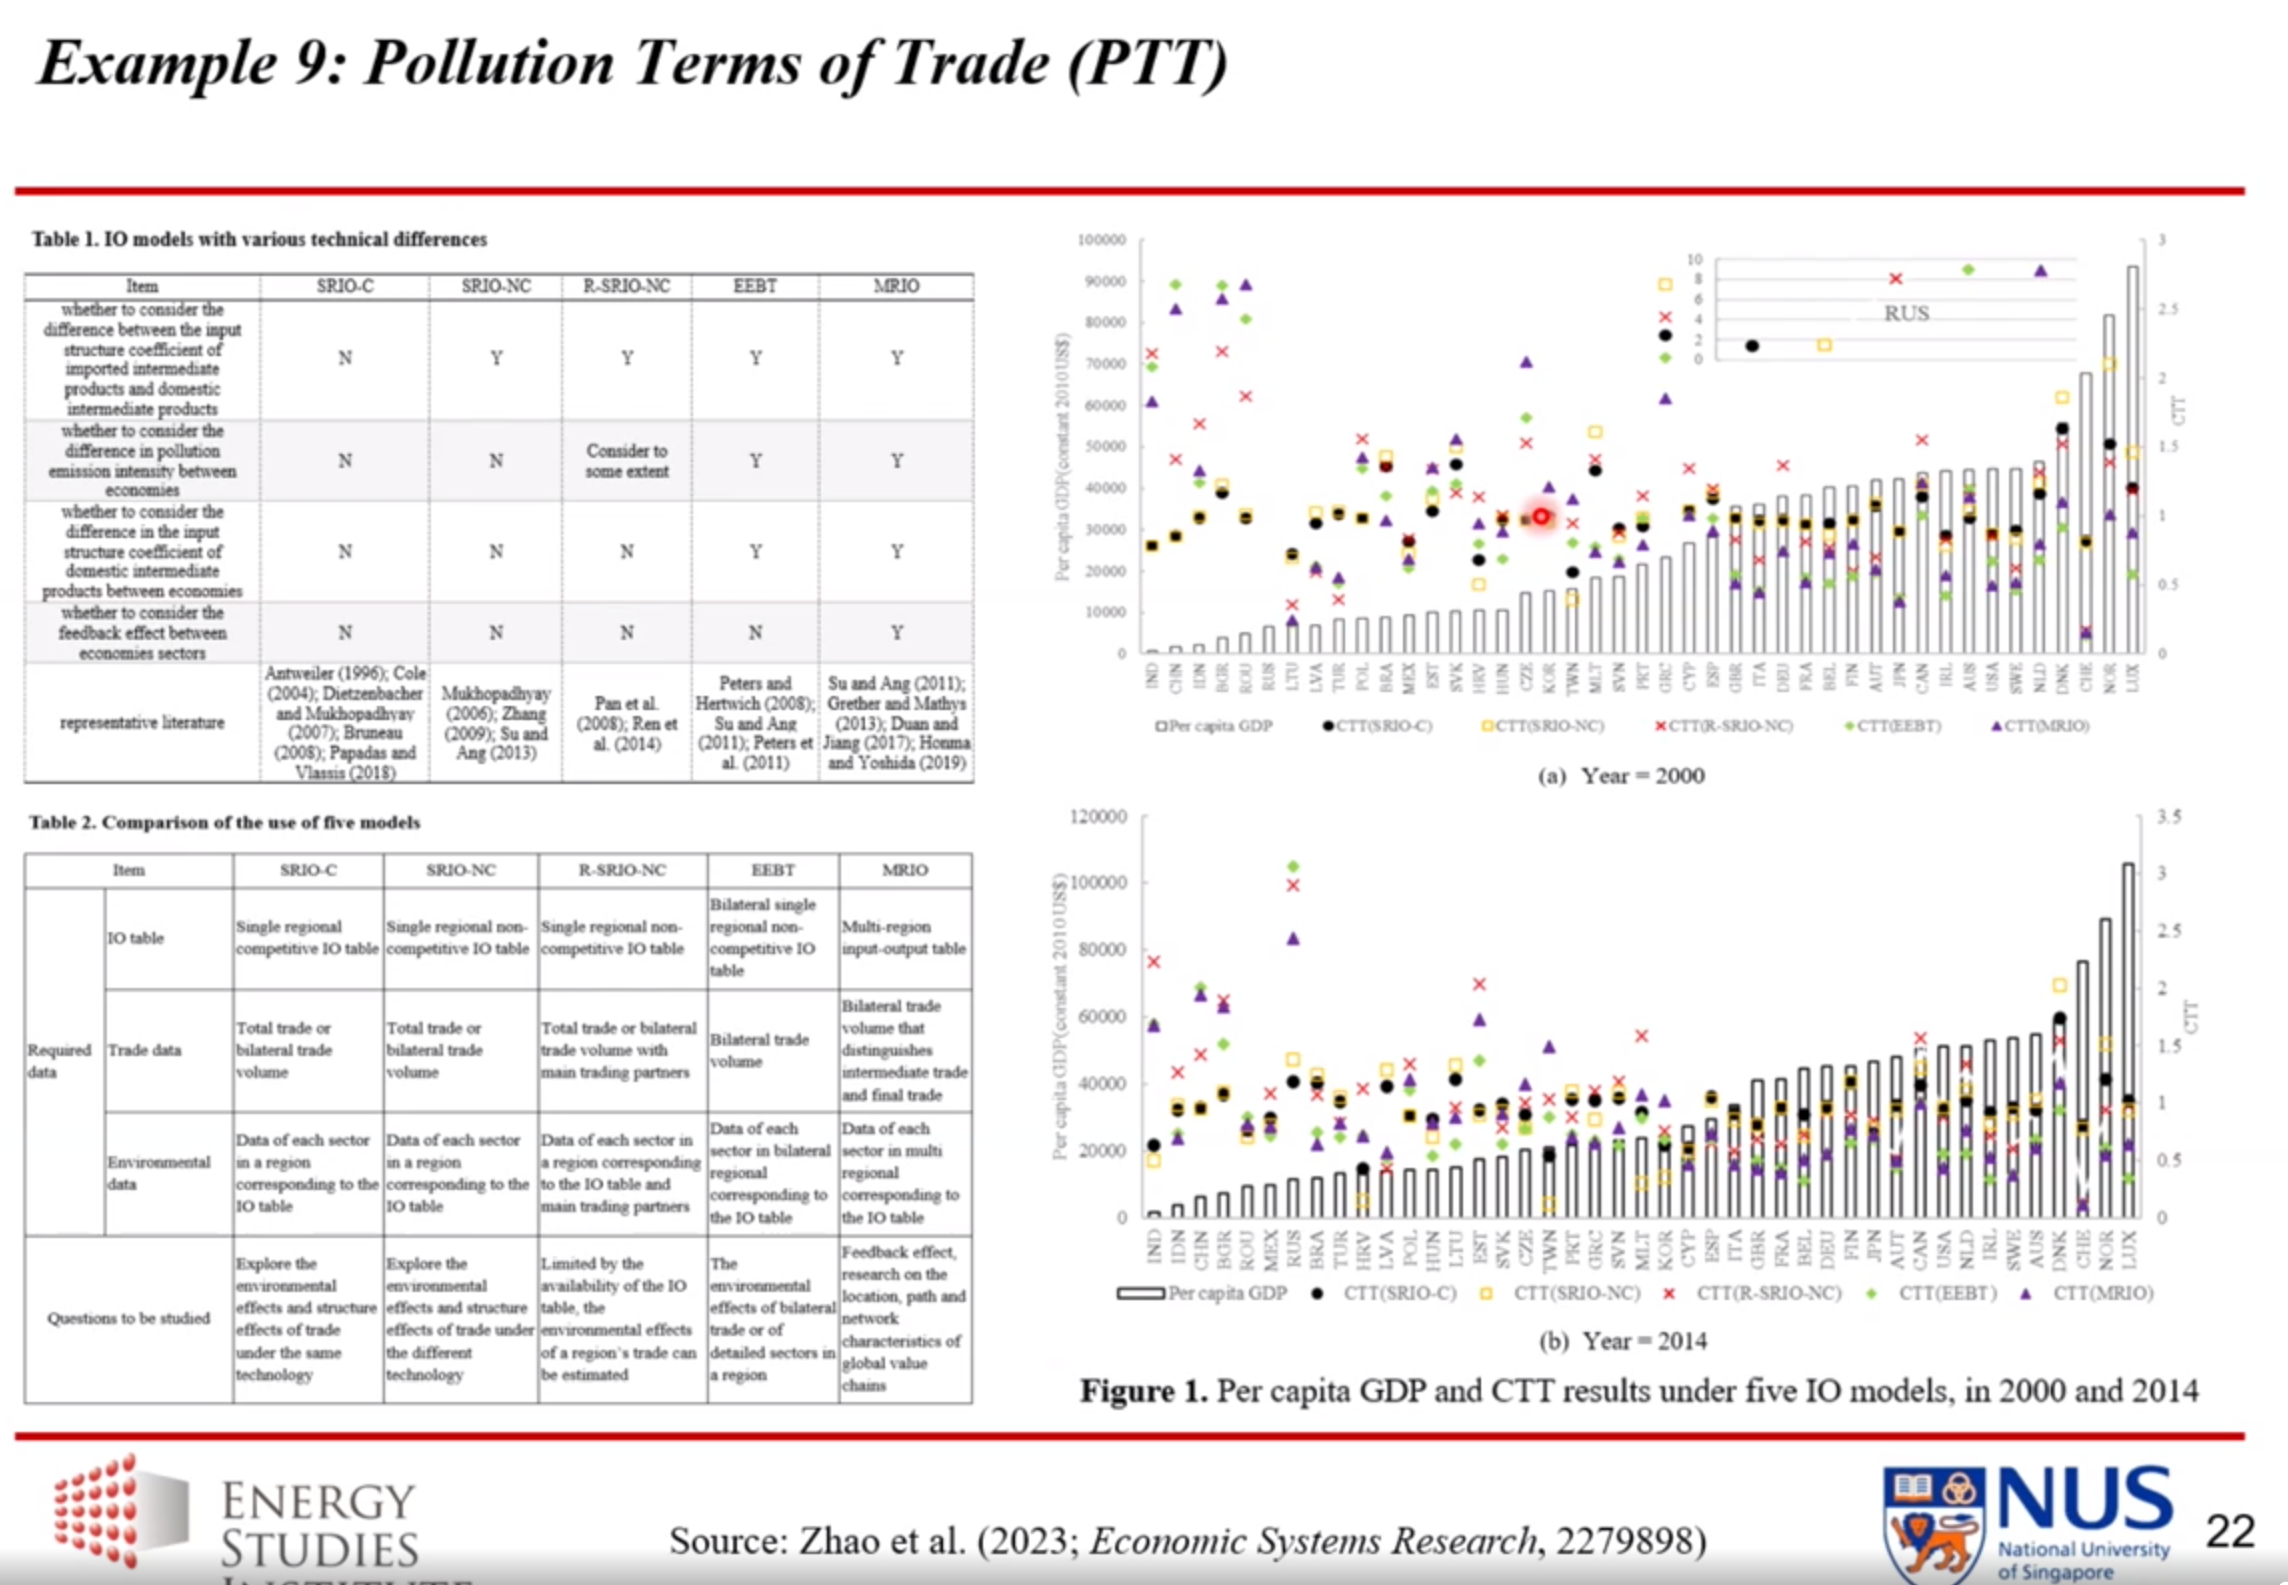 Example 9: Pollution Terms of Trade (PTT)
Table 1. IO models with various technical differences
Item SRIO-C SRIO-NC R-SRIO-NC EEBT MRIO
whether to consider the
difference between the input
structure coefficient of
imported intermediate
products and domestic
intermediate products
N Y Y Y Y
whether to consider the
difference in pollution
emission intensity between
economies
N N
Consider to
some extent
Y Y
whether to consider the
difference in the input
structure coefficient of
domestic intermediate
products between economies
N N N Y Y
whether to consider the
feedback effect between
economies sectors
N N N N Y
representative literature
Antweiler (1996); Cole
(2004); Dietzenbacher
and Mukhopadhyay
(2007); Bruneau
(2008); Papadas and
Vlassis (2018)
Mukhopadhyay
(2006); Zhang
(2009); Su and
Ang (2013)
Pan et al.
(2008); Ren et
al. (2014)
Peters and
Hertwich (2008);
Su and Ang
(2011); Peters et
al. (2011)
Su and Ang (2011);
Grether and Mathys
(2013); Duan and
Jiang (2017); Honma
and Yoshida (2019)
Table 2. Comparison of the use of five models
Item SRIO-C SRIO-NC R-SRIO-NC EEBT MRIO
Required
data
IO table
Single regional
competitive IO table
Single regional non-
competitive IO table
Single regional non-
competitive IO table
Bilateral single
regional non-
competitive IO
table
Multi-region
input-output table
Trade data
Total trade or
bilateral trade
volume
Total trade or
bilateral trade
volume
Total trade or bilateral
trade volume with
main trading partners
Bilateral trade
volume
Bilateral trade
volume that
distinguishes
intermediate trade
and final trade
Environmental
data
Data of each sector
in a region
corresponding to the
IO table
Data of each sector
in a region
corresponding to the
IO table
Data of each sector in
a region corresponding
to the IO table and
main trading partners
Data of each
sector in bilateral
regional
corresponding to
the IO table
Data of each
sector in multi
regional
corresponding to
the IO table
Questions to be studied
Explore the
environmental
effects and structure
effects of trade
under the same
technology
Explore the
environmental
effects and structure
effects of trade under
the different
technology
Limited by the
availability of the IO
table, the
environmental effects
of a region's trade can
be estimated
The
environmental
effects of bilateral
trade or of
detailed sectors in
a region
Feedback effect,
research on the
location, path and
network
characteristics of
global value
chains
Per capita GDP(constant 2010US$)
100000
90000
80000
70000
60000
50000
40000
30000
20000
10000
0
10
8
6
4
2
0
RUS
3
2.5
2
1.5
1
0.5
0
CTT
IND CHN IDN BGR ROU RUS LTU LVA TUR POL BRA MEX EST SVK HRV HUN CZE KOR TWN MLT SVN PRT GRC CYP ESP GBR ITA DEU FRA BEL FIN AUT JPN CAN IRL AUS USA SWE NLD DNK CHE NOR LUX
Per capita GDP CTT(SRIO-C) CTT(SRIO-NC) CTT(R-SRIO-NC) CTT(EEBT) CTT(MRIO)
(a) Year = 2000
Per capita GDP(constant 2010US$)
120000
100000
80000
60000
40000
20000
0
3.5
3
2.5
2
1.5
1
0.5
0
CTT
IND IDN CHN BGR ROU MEX RUS BRA TUR HRV LVA POL HUN LTU EST SVK CZE TWN PRT GRC SVN MLT KOR CYP ESP ITA GBR FRA BEL DEU FIN JPN AUT CAN USA NLD IRL SWE AUS DNK CHE NOR LUX
Per capita GDP CTT(SRIO-C) CTT(SRIO-NC) CTT(R-SRIO-NC) CTT(EEBT) CTT(MRIO)
(b) Year = 2014
Figure 1. Per capita GDP and CTT results under five IO models, in 2000 and 2014
ENERGY
STUDIES
INSTITUTE
Source: Zhao et al. (2023; Economic Systems Research, 2279898)
NUS
National University
of Singapore
22